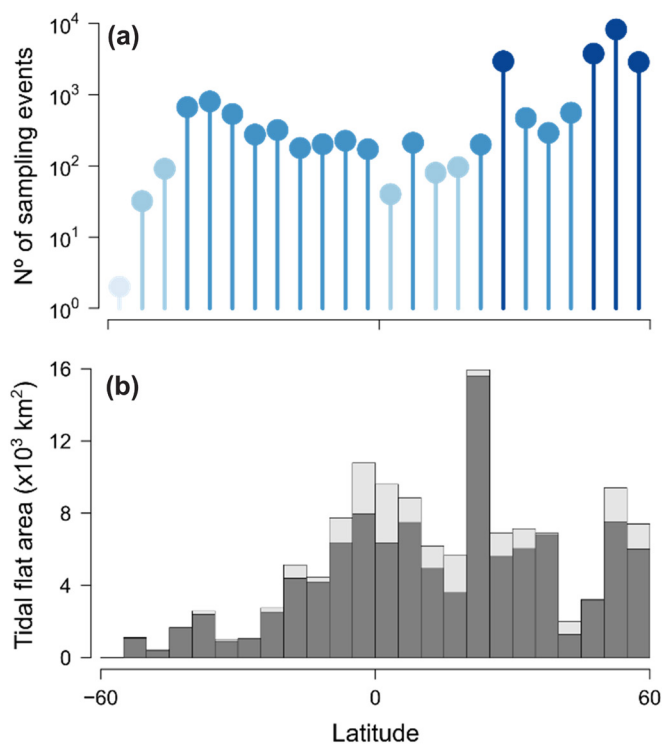 (a)
Nº of sampling events
10⁴
10³
10²
10¹
10⁰
(b)
Tidal flat area (x10³ km²)
16
12
8
4
0
−60
0
60
Latitude